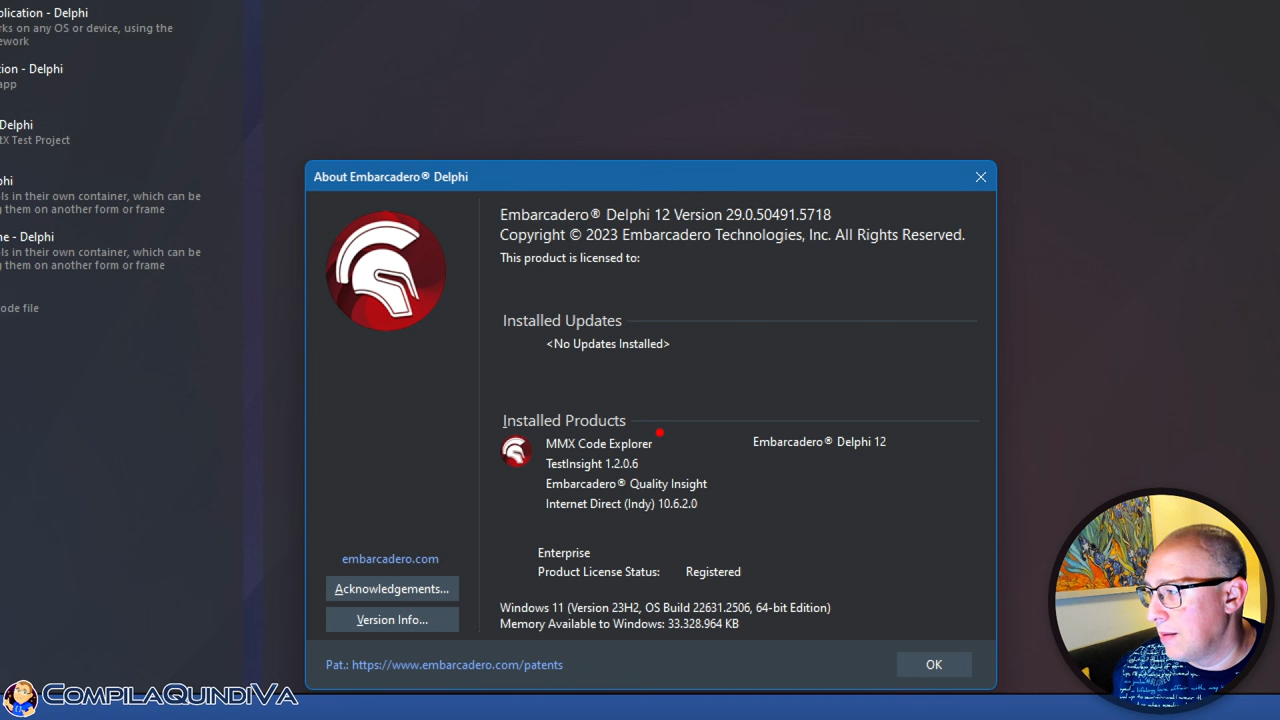 plication - Delphi
rks on any OS or device, using the
ework
ion - Delphi
app
Delphi
tX Test Project
phi
ls in their own container, which can be
g them on another form or frame
ne - Delphi
ls in their own container, which can be
g them on another form or frame
ode file
About Embarcadero® Delphi
Embarcadero® Delphi 12 Version 29.0.50491.5718
Copyright © 2023 Embarcadero Technologies, Inc. All Rights Reserved.
This product is licensed to:
Installed Updates
<No Updates Installed>
Installed Products
MMX Code Explorer
Embarcadero® Delphi 12
TestInsight 1.2.0.6
Embarcadero® Quality Insight
Internet Direct (Indy) 10.6.2.0
Enterprise
Product License Status: Registered
embarcadero.com
Acknowledgements...
Version Info...
Windows 11 (Version 23H2, OS Build 22631.2506, 64-bit Edition)
Memory Available to Windows: 33.328.964 KB
Pat.: https://www.embarcadero.com/patents
OK
CompilaQuindiVa